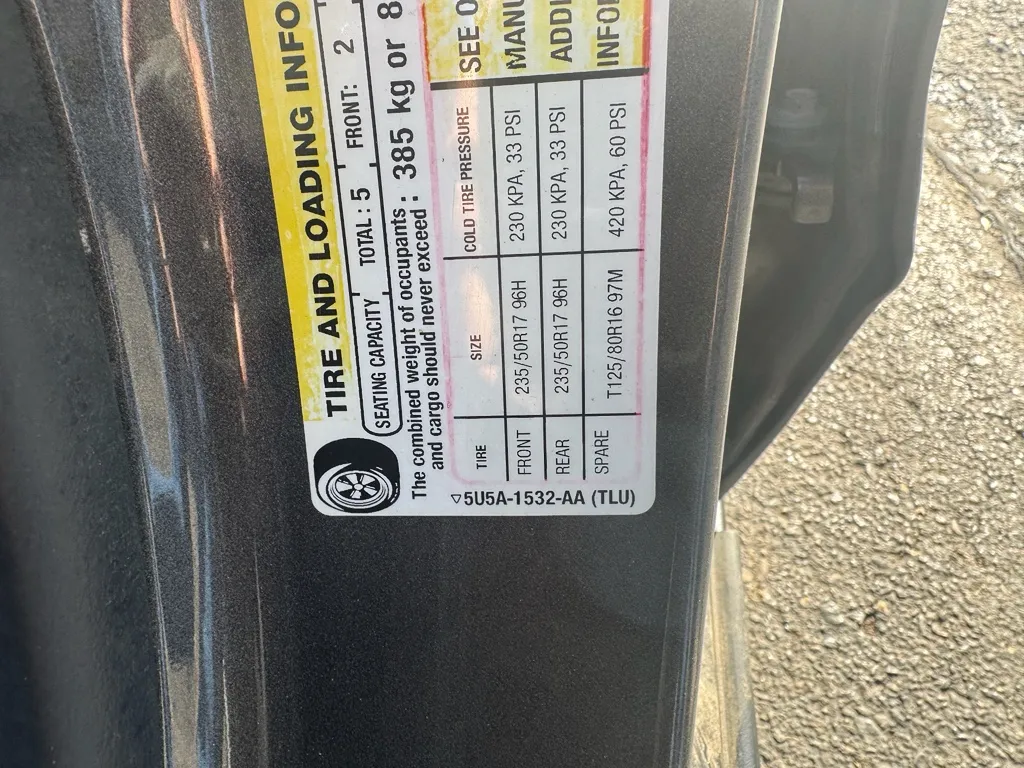 TIRE AND LOADING INFO
SEATING CAPACITY TOTAL : 5 FRONT: 2
The combined weight of occupants
and cargo should never exceed : 385 kg or 8
TIRE SIZE COLD TIRE PRESSURE SEE O
FRONT 235/50R17 96H 230 KPA, 33 PSI MANU
REAR 235/50R17 96H 230 KPA, 33 PSI ADDI
SPARE T125/80R16 97M 420 KPA, 60 PSI INFO
▽5U5A-1532-AA (TLU)